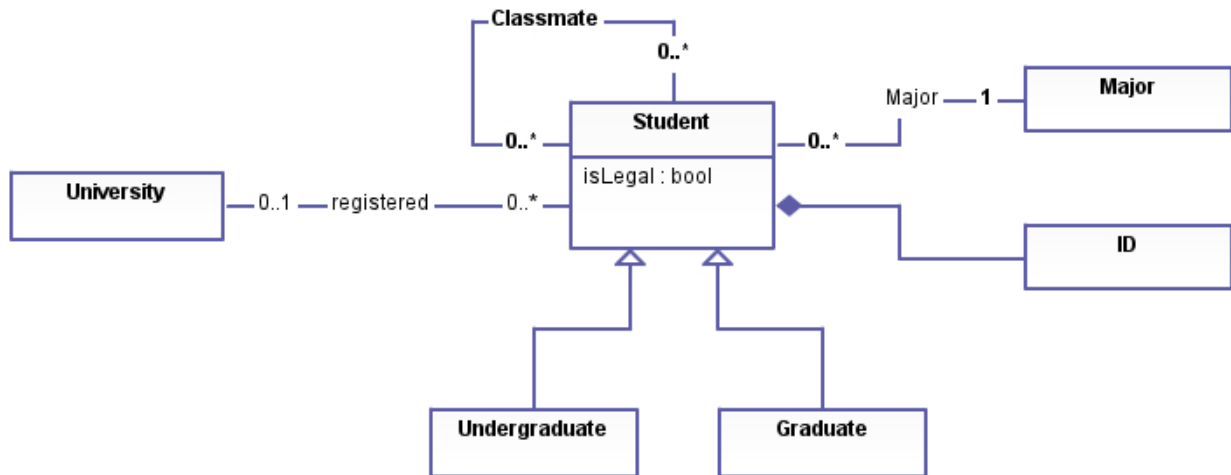 Classmate
0..*
Major 1 Major
Student
0..* 0..*
isLegal : bool
University
0..1 registered 0..*
ID
Undergraduate Graduate